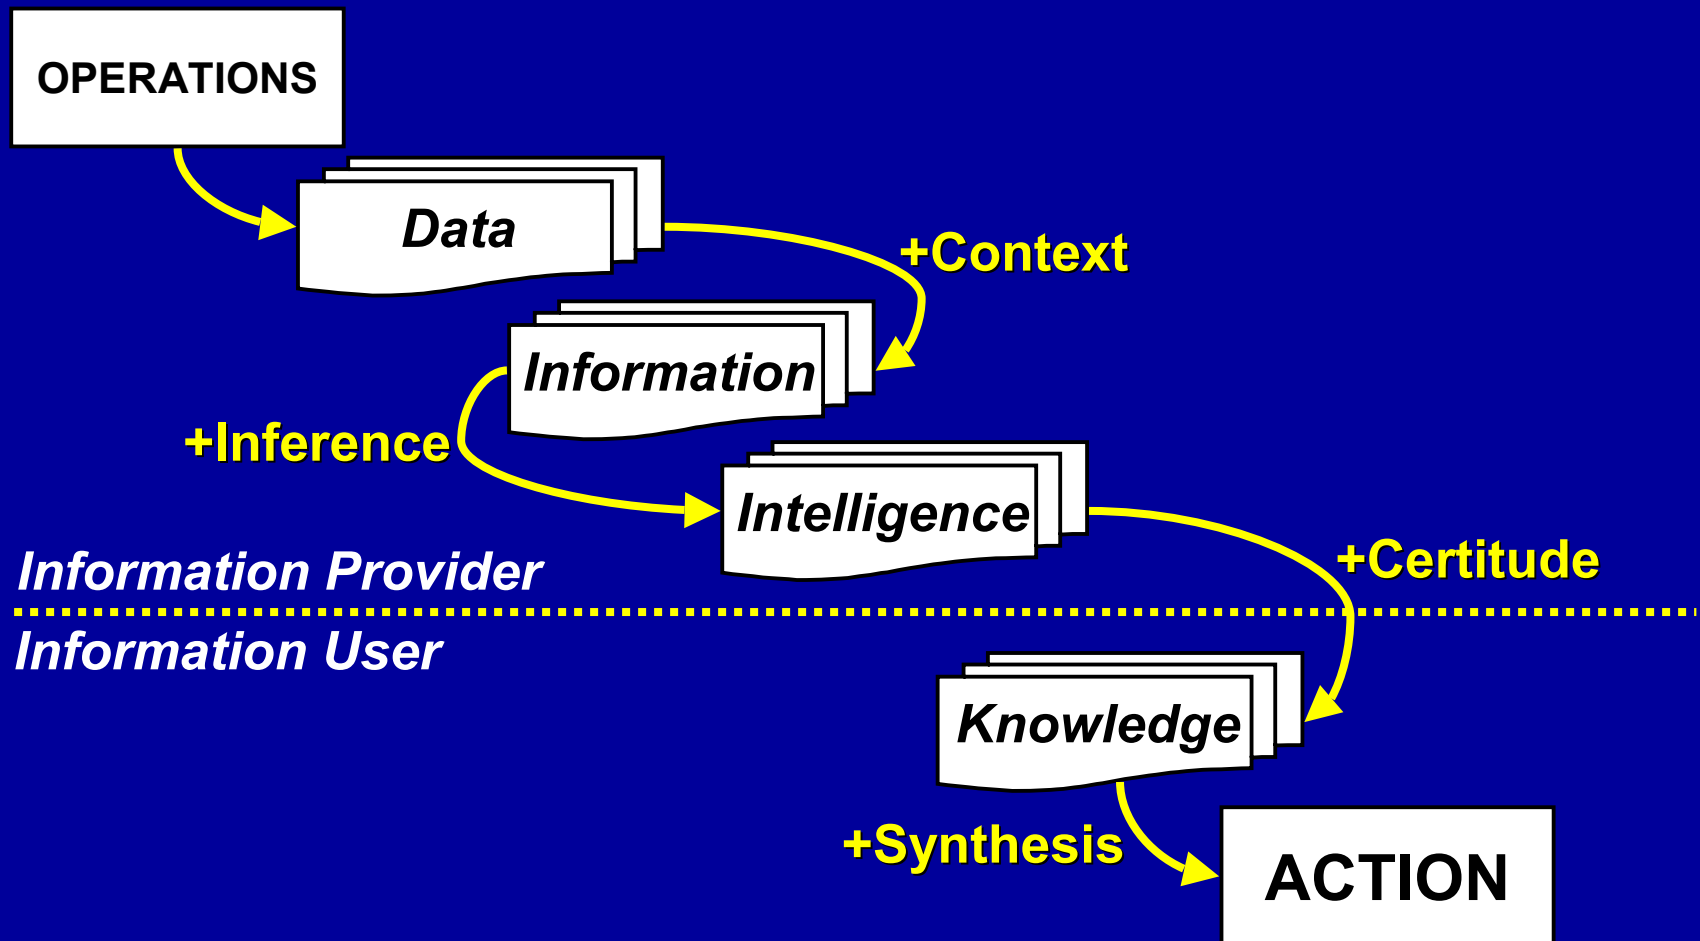 OPERATIONS
Data
+Context
Information
+Inference
Intelligence
+Certitude
Information Provider
Information User
Knowledge
+Synthesis
ACTION